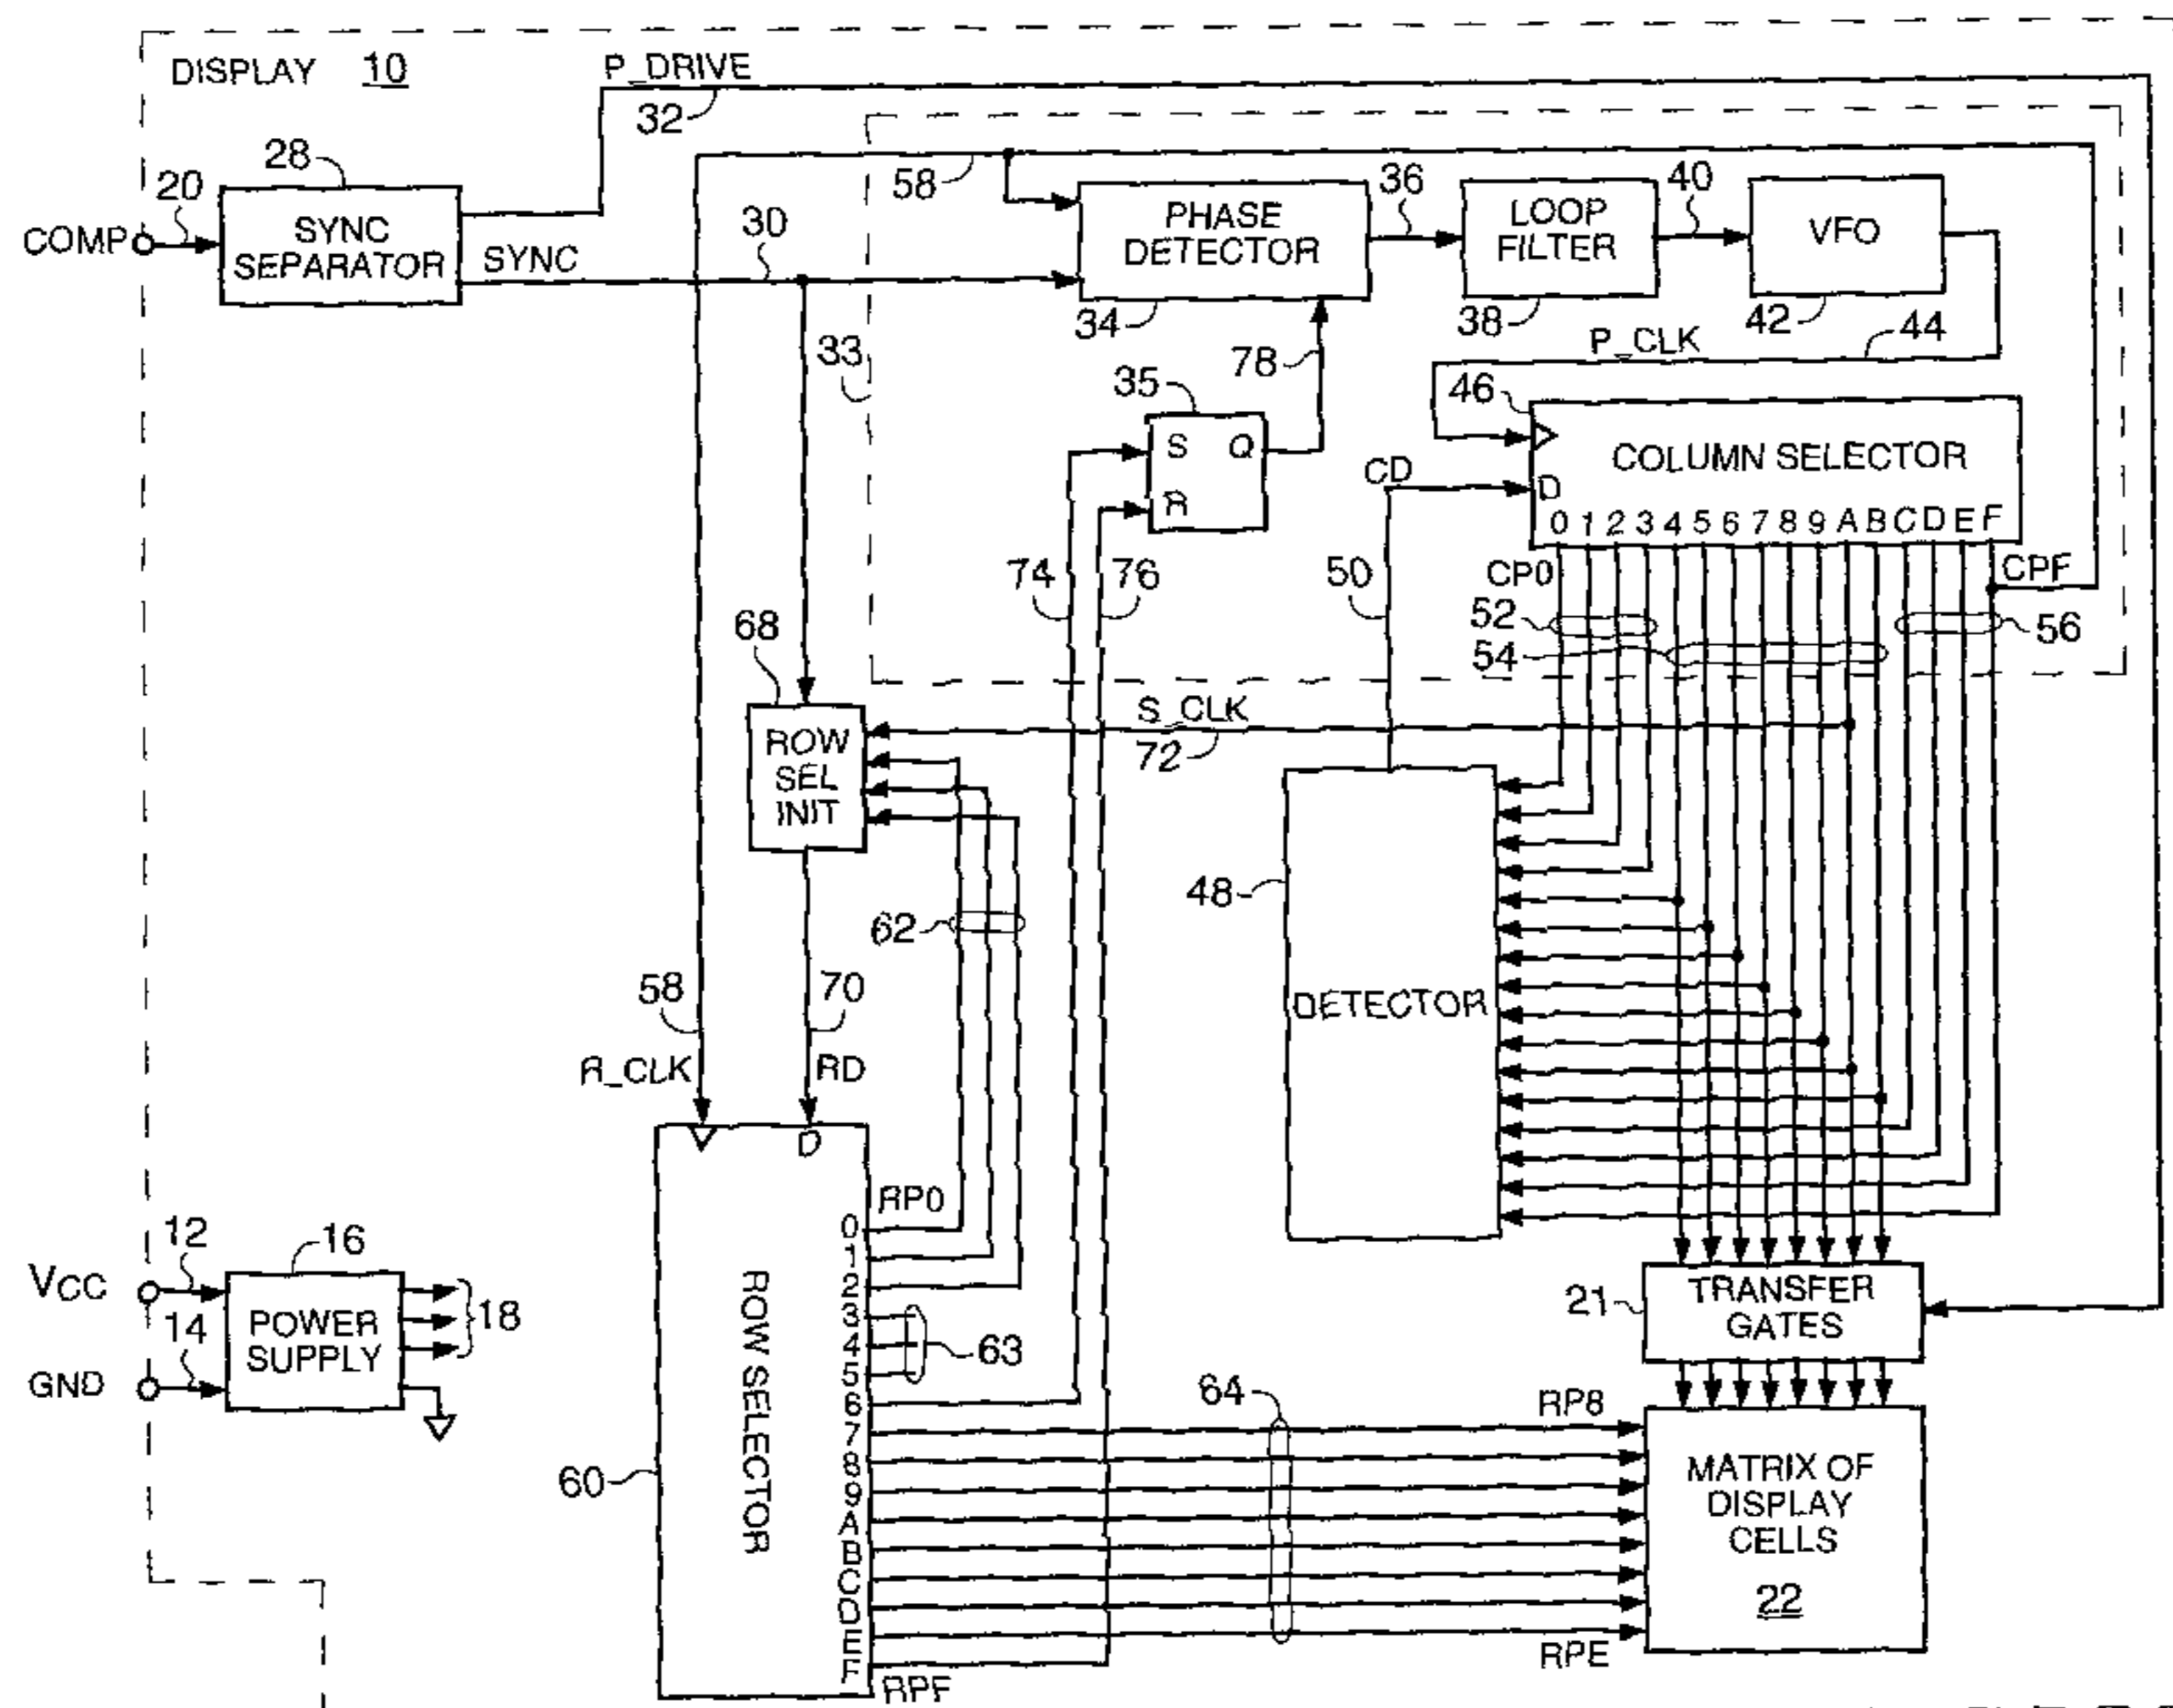 DISPLAY 10
P_DRIVE
32
28
20
COMP
SYNC
SEPARATOR
SYNC
30
58
PHASE
DETECTOR
34
36
LOOP
FILTER
38
40
VFO
42
33
P_CLK
44
78
35
S Q
R
46
COLUMN SELECTOR
CD
D
0 1 2 3 4 5 6 7 8 9 A B C D E F
CP0
CPF
50
52
54
56
74
76
68
ROW
SEL
INIT
S_CLK
72
48
DETECTOR
62
58
70
R_CLK
RD
D
RP0
0
1
2
3
4
5
6
7
8
9
A
B
C
D
E
F
RPF
ROW SELECTOR
60
63
64
12
16
VCC
14
GND
POWER
SUPPLY
18
21
TRANSFER
GATES
RP8
MATRIX OF
DISPLAY
CELLS
22
RPE